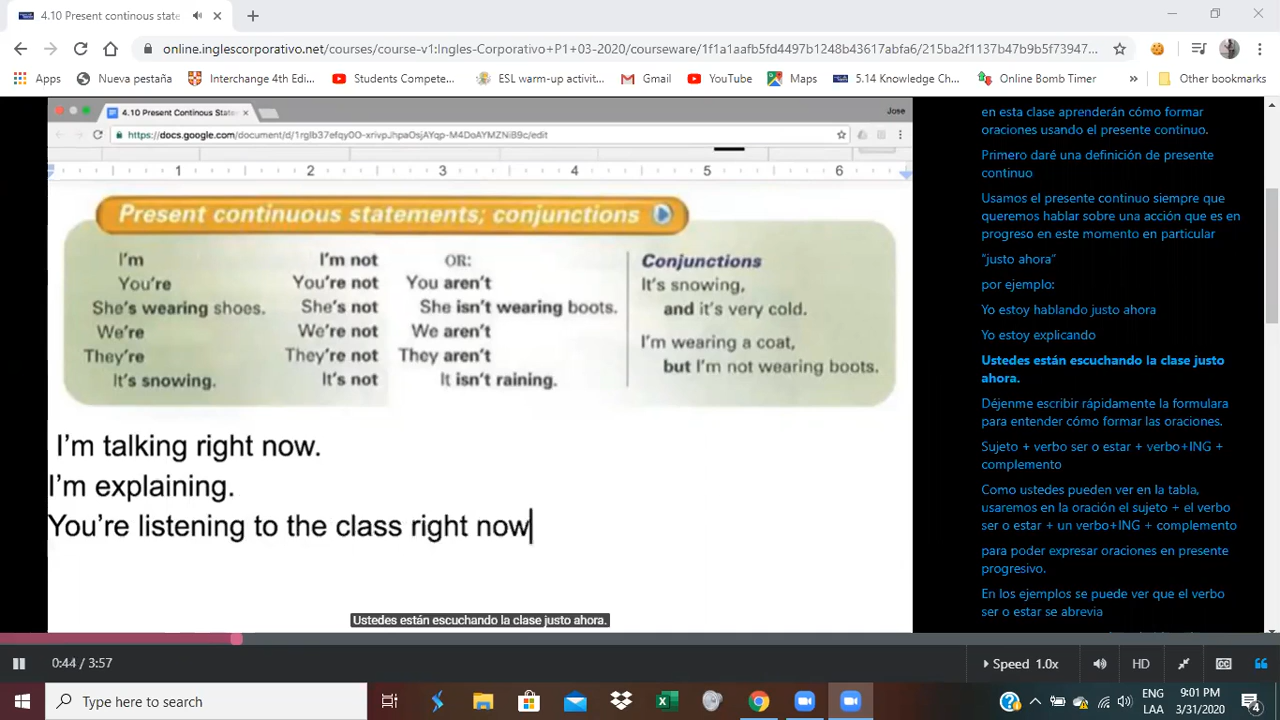 4.10 Present continous state
online.inglescorporativo.net/courses/course-v1:Ingles-Corporativo+P1+03-2020/courseware/1f1a1aafb5fd4497b1248b43617abfa6/215ba2f1137b47b9b5f73947...
Apps Nueva pestaña Interchange 4th Edi... Students Compete... ESL warm-up activit... Gmail YouTube Maps 5.14 Knowledge Ch... Online Bomb Timer » Other bookmarks
4.10 Present Continous State Jose
1 2 3 4 5 6
Present continuous statements; conjunctions
I'm I'm not OR:
You're You're not You aren't
She's wearing shoes. She's not She isn't wearing boots.
We're We're not We aren't
They're They're not They aren't
It's snowing. It's not It isn't raining.
Conjunctions
It's snowing,
and it's very cold.
I'm wearing a coat,
but I'm not wearing boots.
I'm talking right now.
I'm explaining.
You're listening to the class right now
Ustedes están escuchando la clase justo ahora.
en esta clase aprenderán cómo formar
oraciones usando el presente continuo.
Primero daré una definición de presente
continuo
Usamos el presente continuo siempre que
queremos hablar sobre una acción que es en
progreso en este momento en particular
“justo ahora”
por ejemplo:
Yo estoy hablando justo ahora
Yo estoy explicando
Ustedes están escuchando la clase justo
ahora.
Déjenme escribir rápidamente la formulara
para entender cómo formar las oraciones.
Sujeto + verbo ser o estar + verbo+ING +
complemento
Como ustedes pueden ver en la tabla,
usaremos en la oración el sujeto + el verbo
ser o estar + un verbo+ING + complemento
para poder expresar oraciones en presente
progresivo.
En los ejemplos se puede ver que el verbo
ser o estar se abrevia
0:44 / 3:57 Speed 1.0x HD
Type here to search
ENG 9:01 PM
LAA 3/31/2020
4